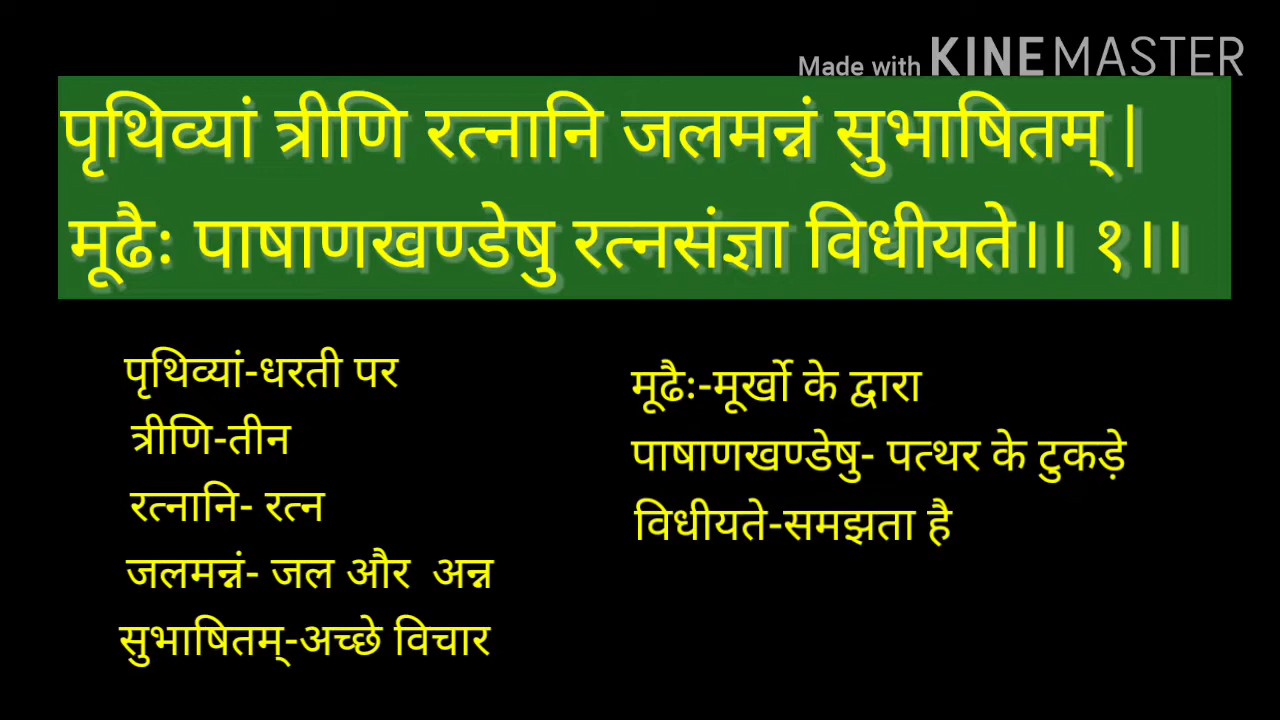 Made with KINEMASTER
पृथिव्यां त्रीणि रत्नानि जलमन्नं सुभाषितम् |
मूढैः पाषाणखण्डेषु रत्नसंज्ञा विधीयते।। १।।
पृथिव्यां-धरती पर
त्रीणि-तीन
रत्नानि- रत्न
जलमन्नं- जल और अन्न
सुभाषितम्-अच्छे विचार
मूढैः-मूर्खो के द्वारा
पाषाणखण्डेषु- पत्थर के टुकड़े
विधीयते-समझता है